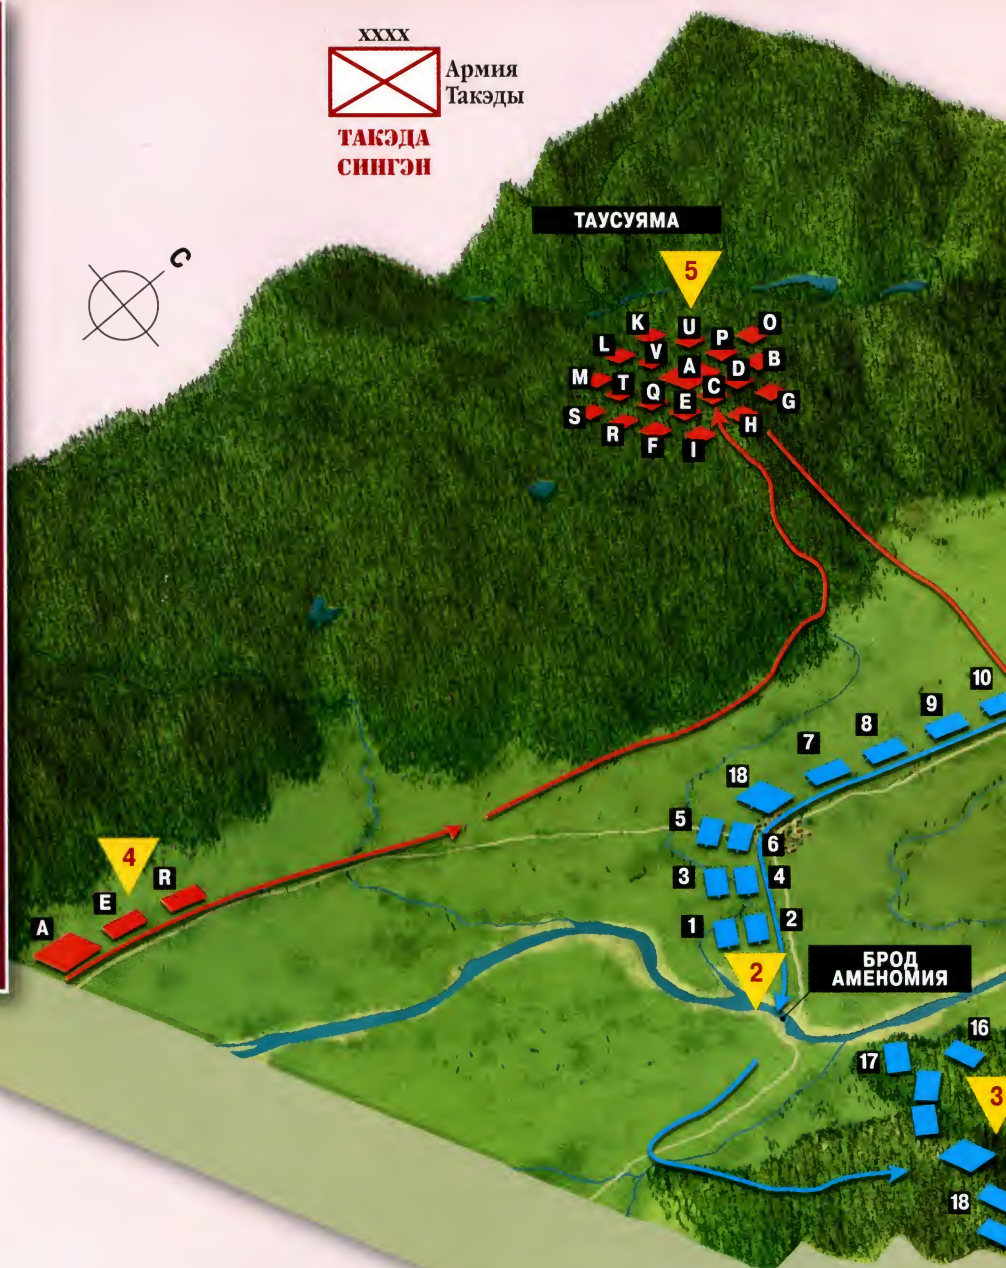 XXXX
Армия
Такэды
ТАКЭДА
СИНГЭН
С
ТАУСУЯМА
5
K
U
O
L
V
P
A
D
B
M
T
Q
E
C
G
S
R
F
I
H
10
9
8
7
18
5
6
3
4
1
2
4
R
E
A
2
БРОД
АМЕНОМИЯ
16
17
3
18